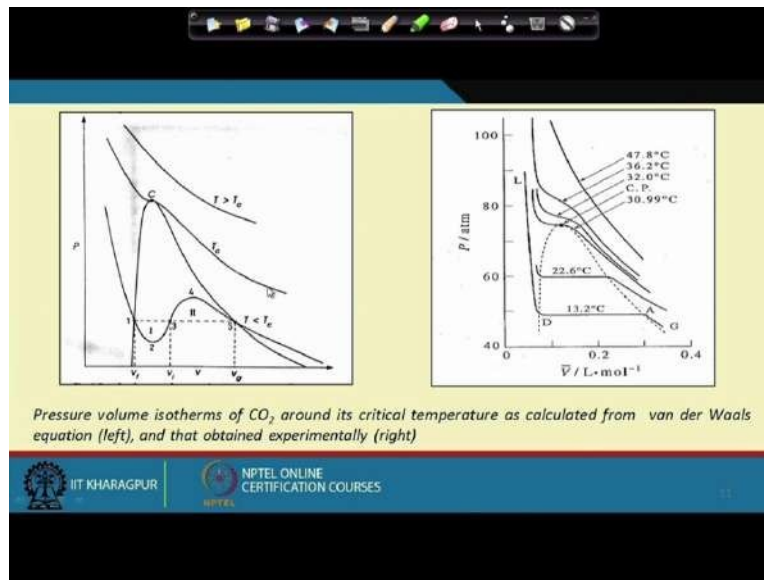 P
C
T > Tc
Tc
T < Tc
1
2
3
4
5
I
II
vf
vi
v
vg
100
80
60
40
P/atm
L
47.8°C
36.2°C
32.0°C
C.P.
30.99°C
22.6°C
13.2°C
D
A
G
0
0.2
0.4
V̅ / L·mol⁻¹
Pressure volume isotherms of CO₂ around its critical temperature as calculated from van der Waals
equation (left), and that obtained experimentally (right)
IIT KHARAGPUR
NPTEL
NPTEL ONLINE
CERTIFICATION COURSES